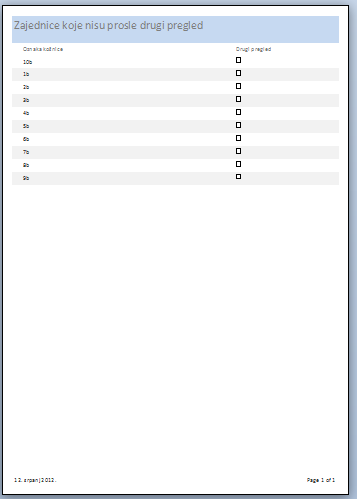 Zajednice koje nisu prosle drugi pregled
Oznaka košnice Drugi pregled
10b
1b
2b
3b
4b
5b
6b
7b
8b
9b
12. srpanj 2012. Page 1 of 1